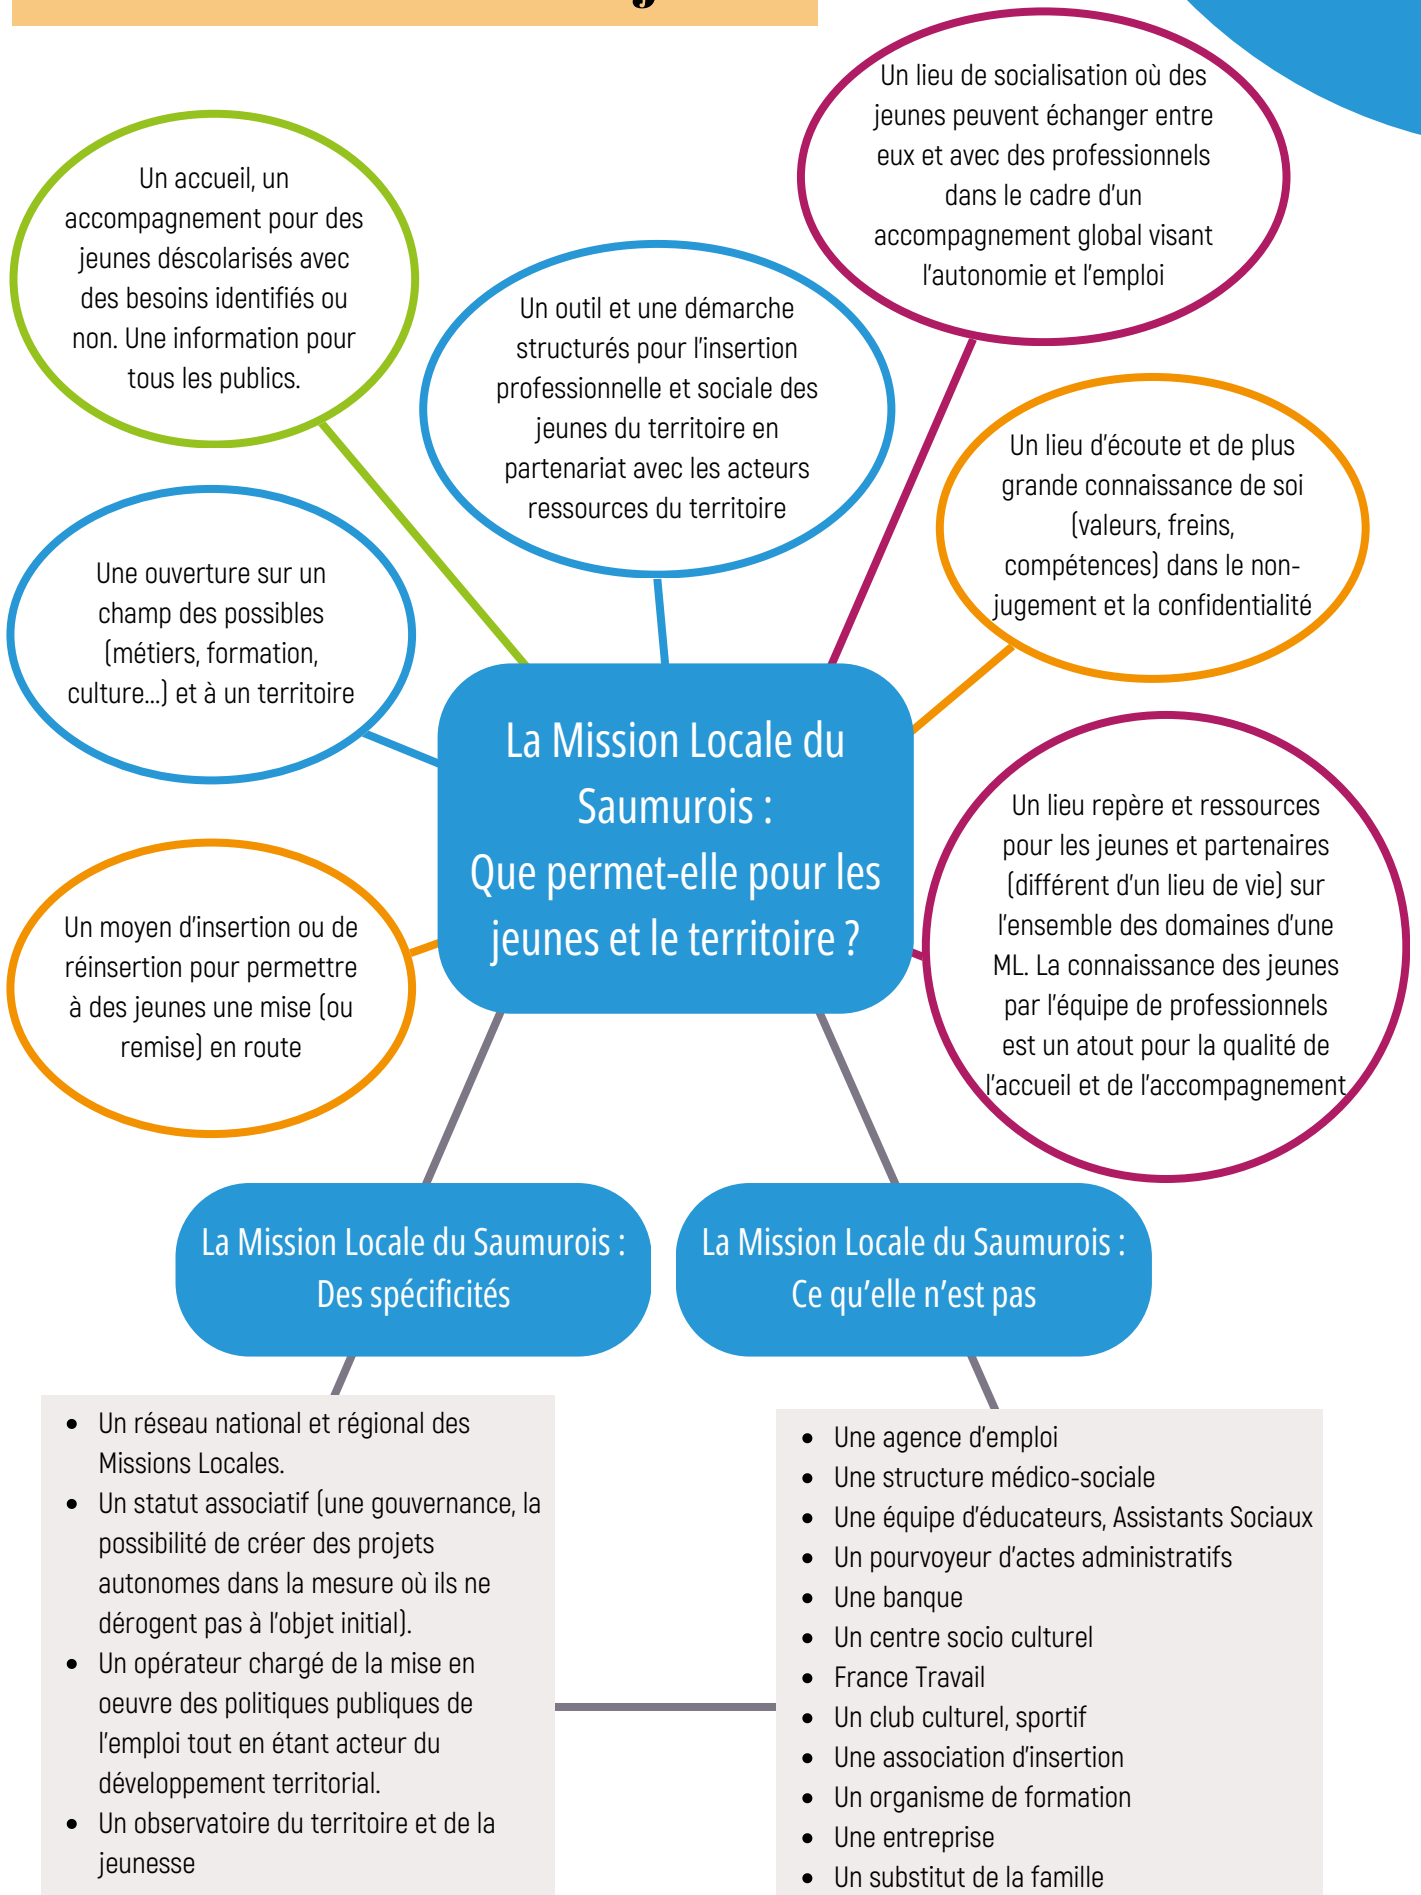 Un lieu de socialisation où des
jeunes peuvent échanger entre
eux et avec des professionnels
dans le cadre d'un
accompagnement global visant
l'autonomie et l'emploi
Un accueil, un
accompagnement pour des
jeunes déscolarisés avec
des besoins identifiés ou
non. Une information pour
tous les publics.
Un outil et une démarche
structurés pour l'insertion
professionnelle et sociale des
jeunes du territoire en
partenariat avec les acteurs
ressources du territoire
Un lieu d'écoute et de plus
grande connaissance de soi
(valeurs, freins,
compétences) dans le non-
jugement et la confidentialité
Une ouverture sur un
champ des possibles
(métiers, formation,
culture...) et à un territoire
La Mission Locale du
Saumurois :
Que permet-elle pour les
jeunes et le territoire ?
Un lieu repère et ressources
pour les jeunes et partenaires
(différent d'un lieu de vie) sur
l'ensemble des domaines d'une
ML. La connaissance des jeunes
par l'équipe de professionnels
est un atout pour la qualité de
l'accueil et de l'accompagnement
Un moyen d'insertion ou de
réinsertion pour permettre
à des jeunes une mise (ou
remise) en route
La Mission Locale du Saumurois :
Des spécificités
La Mission Locale du Saumurois :
Ce qu'elle n'est pas
• Un réseau national et régional des
Missions Locales.
• Un statut associatif (une gouvernance, la
possibilité de créer des projets
autonomes dans la mesure où ils ne
dérogent pas à l'objet initial).
• Un opérateur chargé de la mise en
oeuvre des politiques publiques de
l'emploi tout en étant acteur du
développement territorial.
• Un observatoire du territoire et de la
jeunesse
• Une agence d'emploi
• Une structure médico-sociale
• Une équipe d'éducateurs, Assistants Sociaux
• Un pourvoyeur d'actes administratifs
• Une banque
• Un centre socio culturel
• France Travail
• Un club culturel, sportif
• Une association d'insertion
• Un organisme de formation
• Une entreprise
• Un substitut de la famille